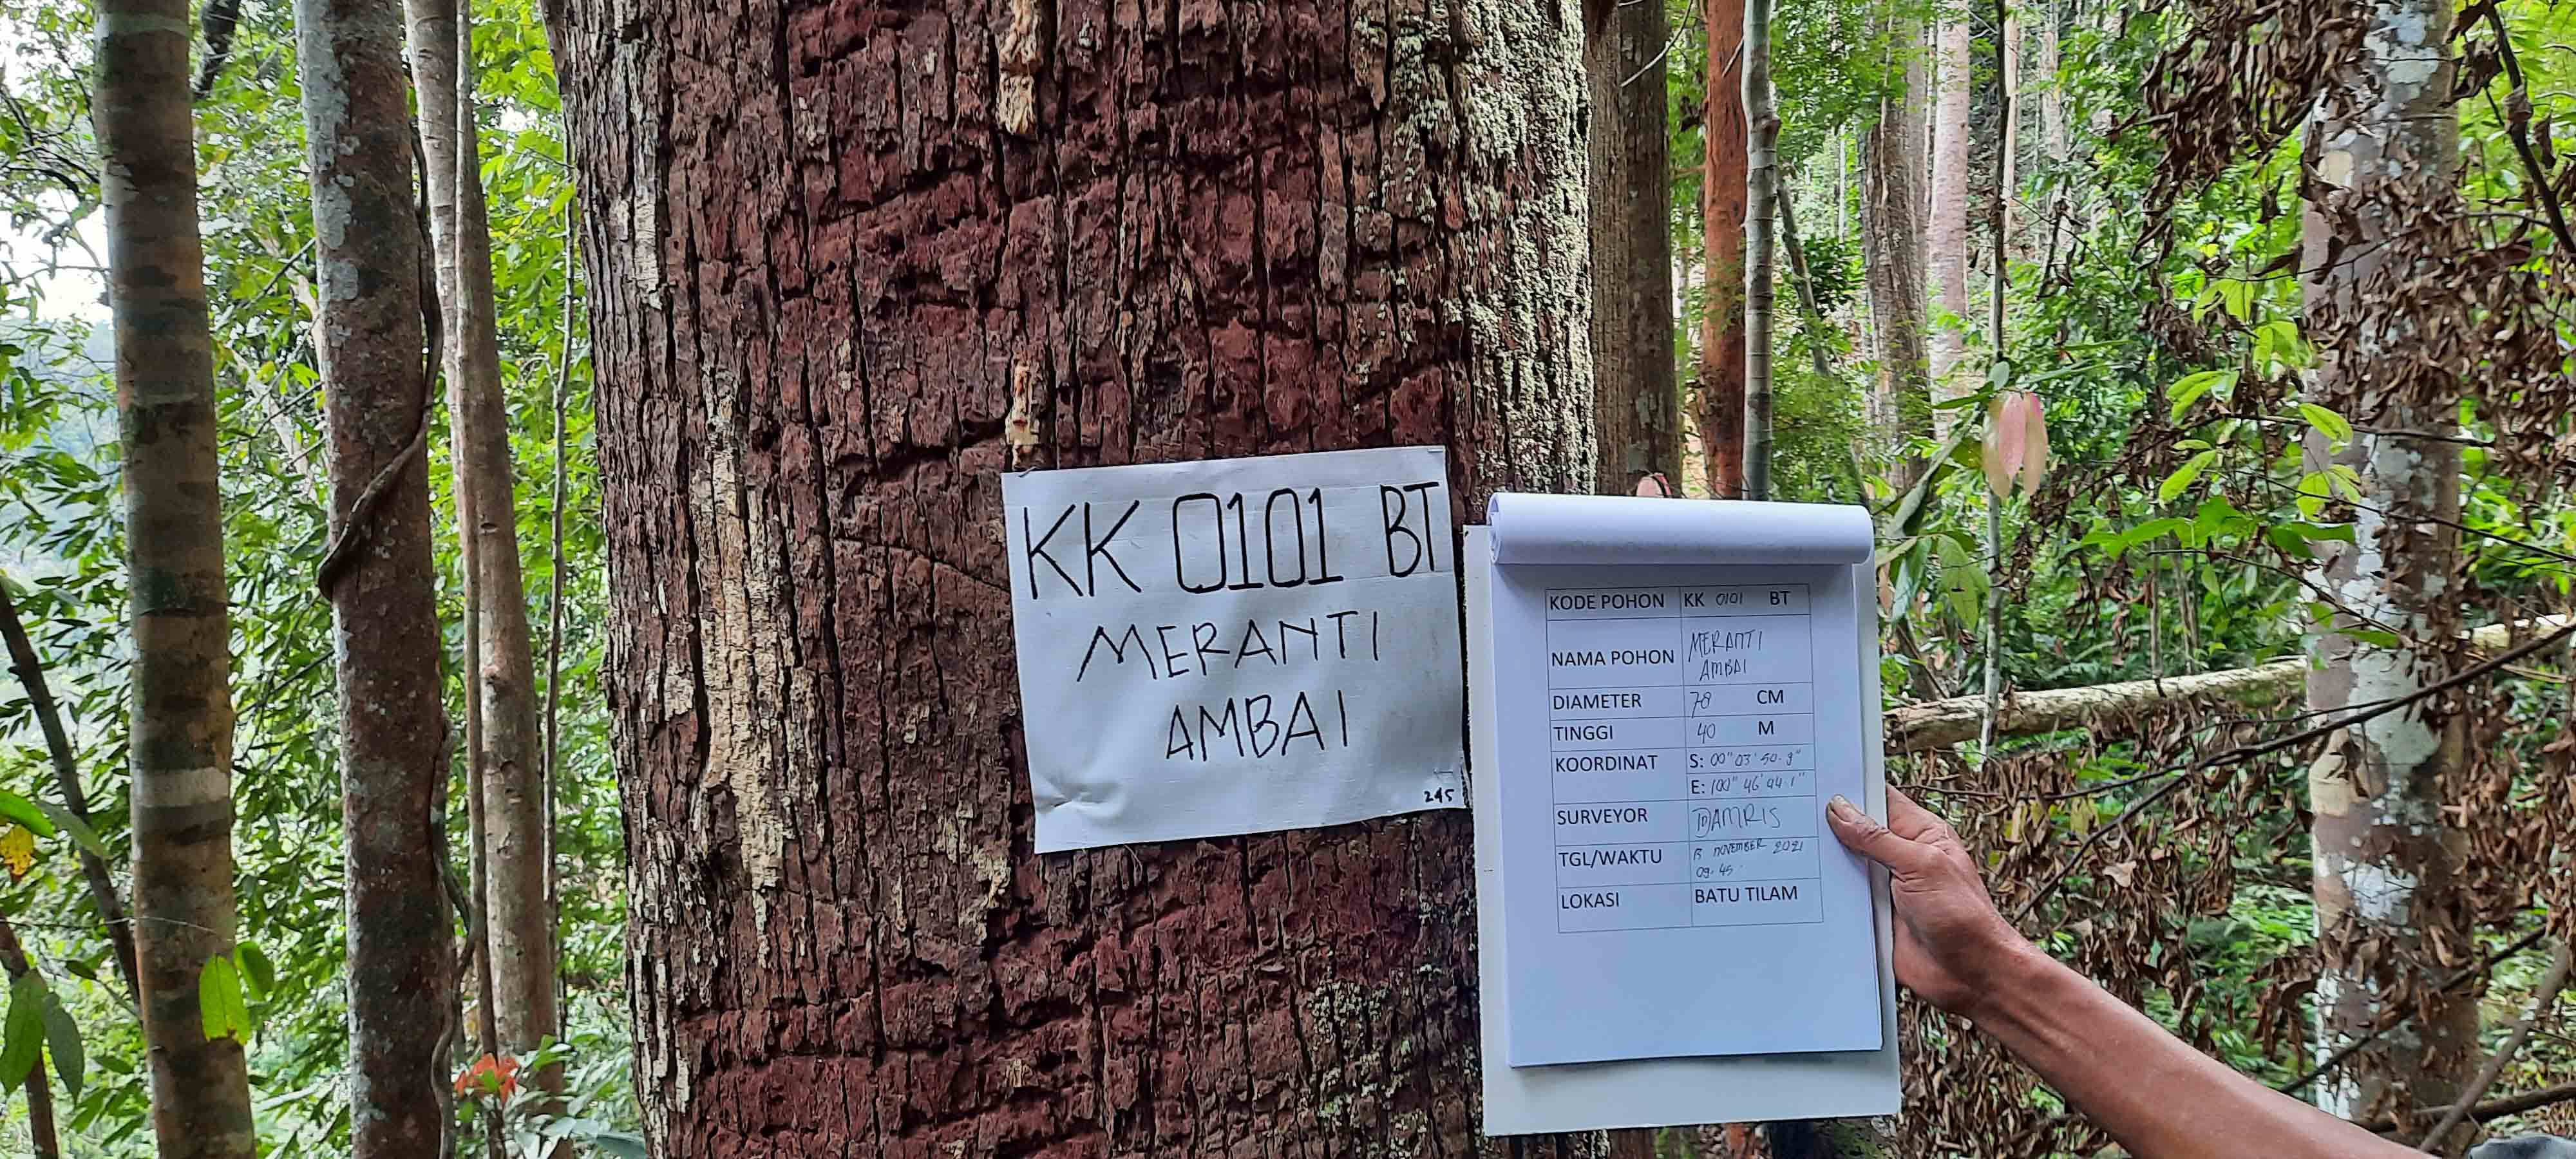 KK 0101 BT
MERANTI
AMBAI
245
KODE POHON KK 0101 BT
NAMA POHON MERANTI
AMBAI
DIAMETER 78 CM
TINGGI 40 M
KOORDINAT S: 00" 03' 50.9"
E: 100" 46' 44.1"
SURVEYOR DAMRIS
TGL/WAKTU NOVEMBER 2021
09.45.
LOKASI BATU TILAM